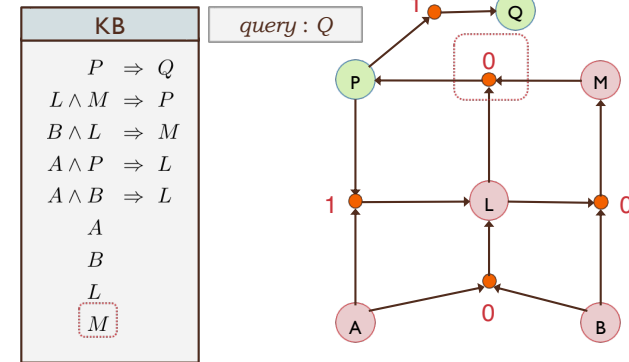 KB
P ⇒ Q
L ∧ M ⇒ P
B ∧ L ⇒ M
A ∧ P ⇒ L
A ∧ B ⇒ L
A
B
L
M
query : Q
1
Q
0
P
M
1
L
0
0
A
B